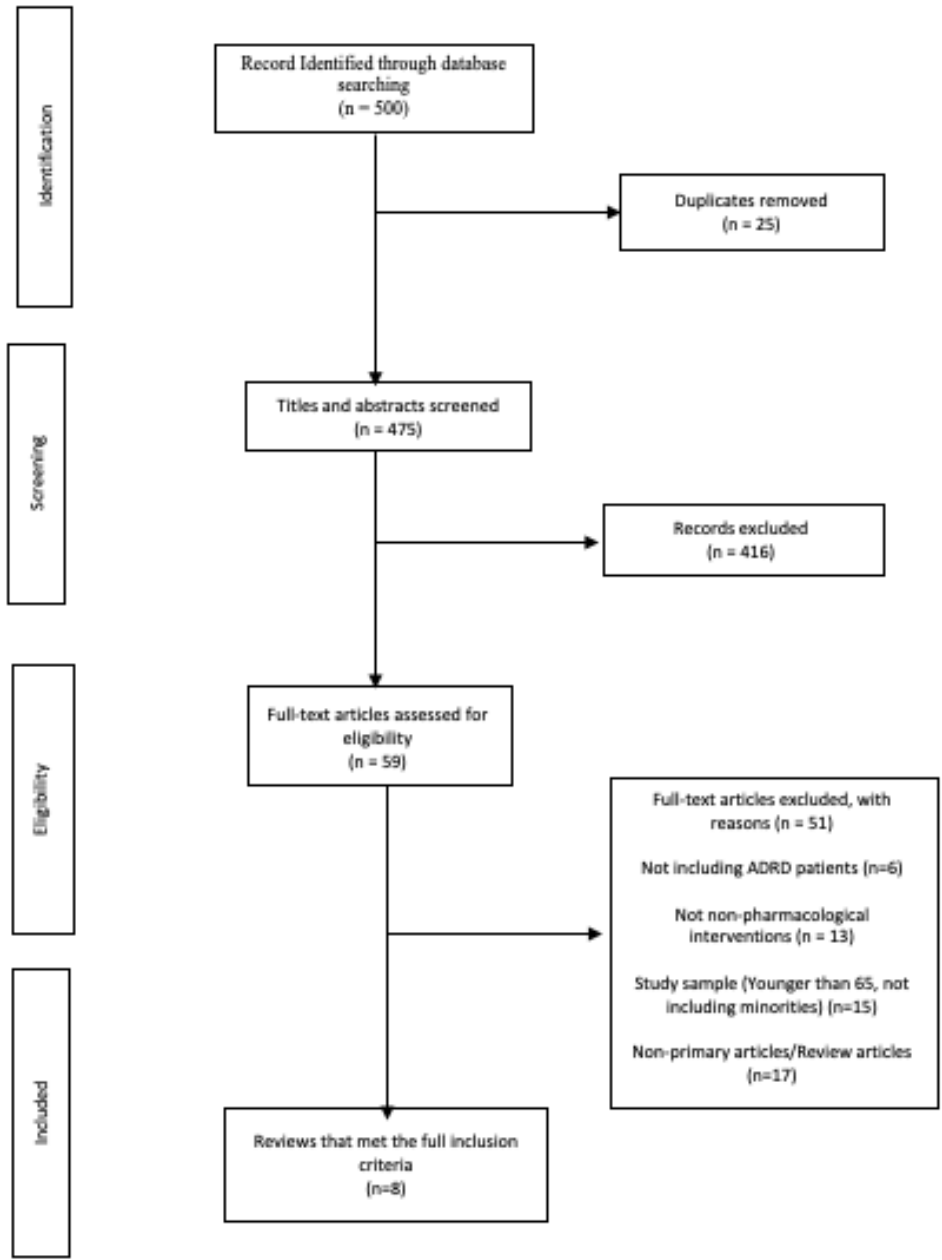 Identification
Record Identified through database
searching
(n = 500)
Duplicates removed
(n = 25)
Screening
Titles and abstracts screened
(n = 475)
Records excluded
(n = 416)
Eligibility
Full-text articles assessed for
eligibility
(n = 59)
Full-text articles excluded, with
reasons (n = 51)
Not including ADRD patients (n=6)
Not non-pharmacological
interventions (n = 13)
Study sample (Younger than 65, not
including minorities) (n=15)
Non-primary articles/Review articles
(n=17)
Included
Reviews that met the full inclusion
criteria
(n=8)